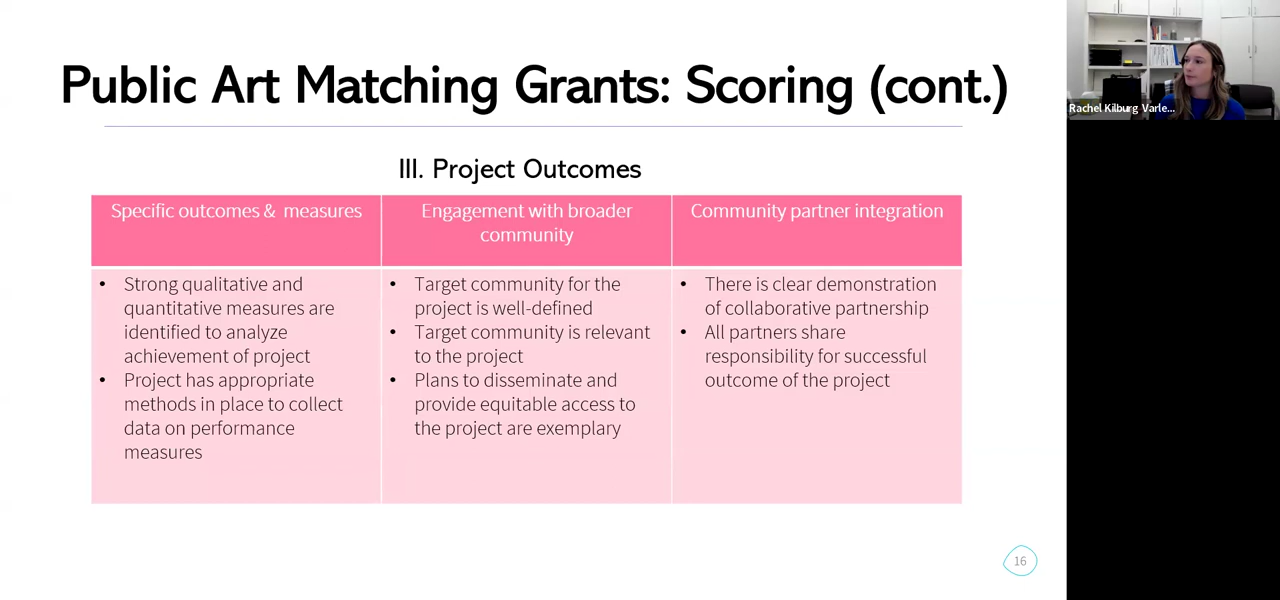 Public Art Matching Grants: Scoring (cont.)
Rachel Kilburg Varle...
III. Project Outcomes
Specific outcomes & measures
Engagement with broader
community
Community partner integration
• Strong qualitative and
quantitative measures are
identified to analyze
achievement of project
• Project has appropriate
methods in place to collect
data on performance
measures
• Target community for the
project is well-defined
• Target community is relevant
to the project
• Plans to disseminate and
provide equitable access to
the project are exemplary
• There is clear demonstration
of collaborative partnership
• All partners share
responsibility for successful
outcome of the project
16